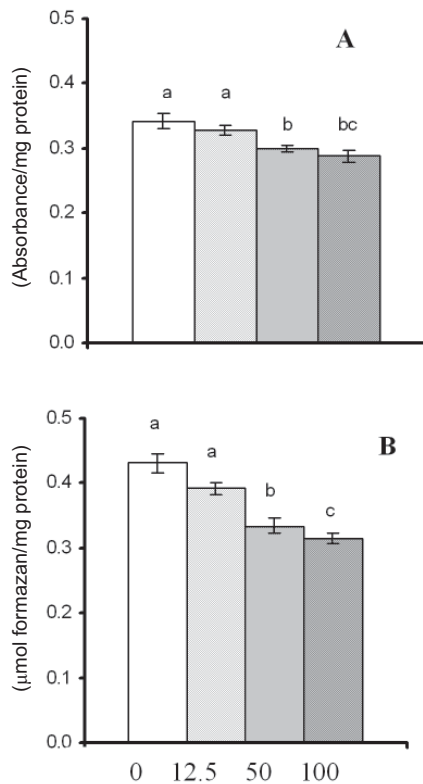 (Absorbance/mg protein)
0.5
0.4
0.3
0.2
0.1
0.0
A
a a b bc
(µmol formazan/mg protein)
0.5
0.4
0.3
0.2
0.1
0.0
B
a a b c
0 12.5 50 100